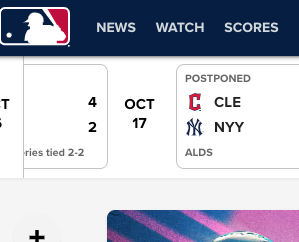 NEWS WATCH SCORES
POSTPONED
4 OCT CLE
2 17 NYY
ries tied 2-2 ALDS
+